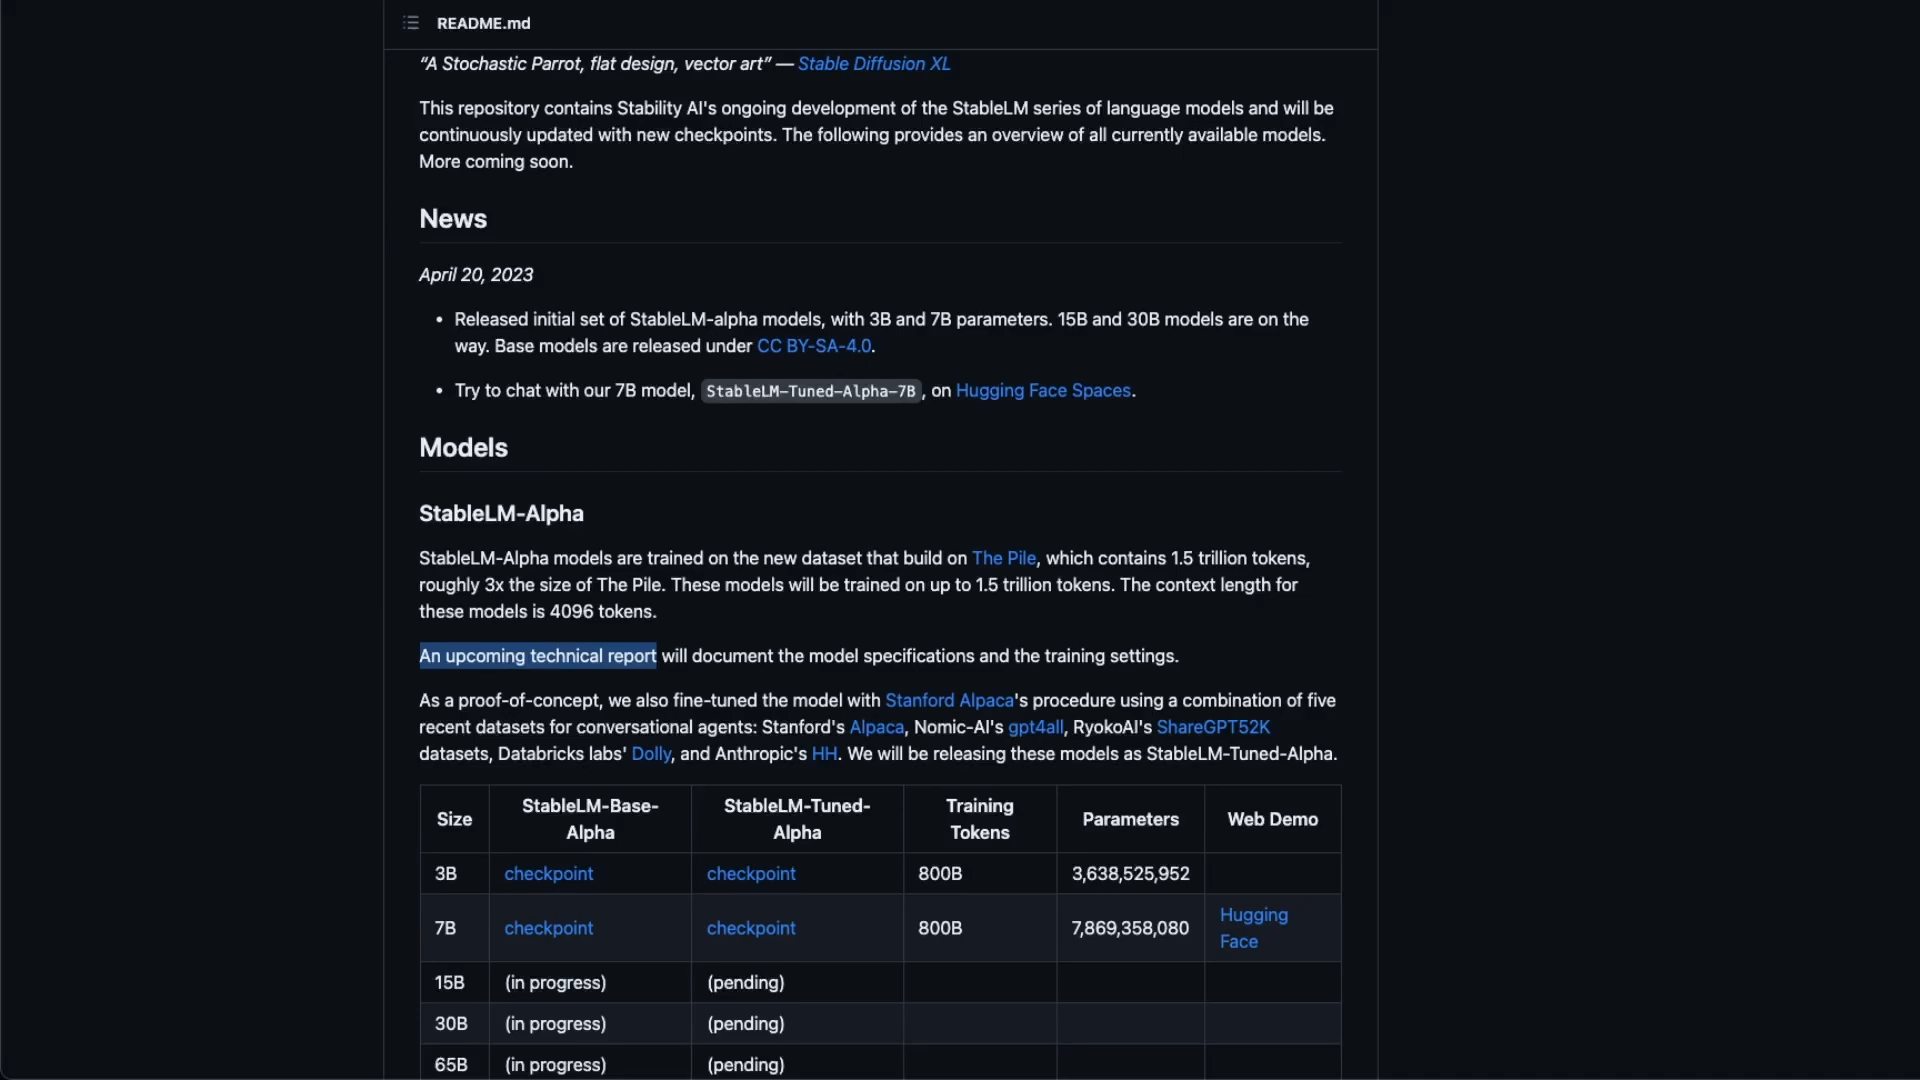 README.md
“A Stochastic Parrot, flat design, vector art” — Stable Diffusion XL
This repository contains Stability AI's ongoing development of the StableLM series of language models and will be
continuously updated with new checkpoints. The following provides an overview of all currently available models.
More coming soon.
News
April 20, 2023
• Released initial set of StableLM-alpha models, with 3B and 7B parameters. 15B and 30B models are on the
way. Base models are released under CC BY-SA-4.0.
• Try to chat with our 7B model, StableLM-Tuned-Alpha-7B, on Hugging Face Spaces.
Models
StableLM-Alpha
StableLM-Alpha models are trained on the new dataset that build on The Pile, which contains 1.5 trillion tokens,
roughly 3x the size of The Pile. These models will be trained on up to 1.5 trillion tokens. The context length for
these models is 4096 tokens.
An upcoming technical report will document the model specifications and the training settings.
As a proof-of-concept, we also fine-tuned the model with Stanford Alpaca's procedure using a combination of five
recent datasets for conversational agents: Stanford's Alpaca, Nomic-AI's gpt4all, RyokoAI's ShareGPT52K
datasets, Databricks labs' Dolly, and Anthropic's HH. We will be releasing these models as StableLM-Tuned-Alpha.
Size StableLM-Base-Alpha StableLM-Tuned-Alpha Training Tokens Parameters Web Demo
3B checkpoint checkpoint 800B 3,638,525,952
7B checkpoint checkpoint 800B 7,869,358,080 Hugging Face
15B (in progress) (pending)
30B (in progress) (pending)
65B (in progress) (pending)